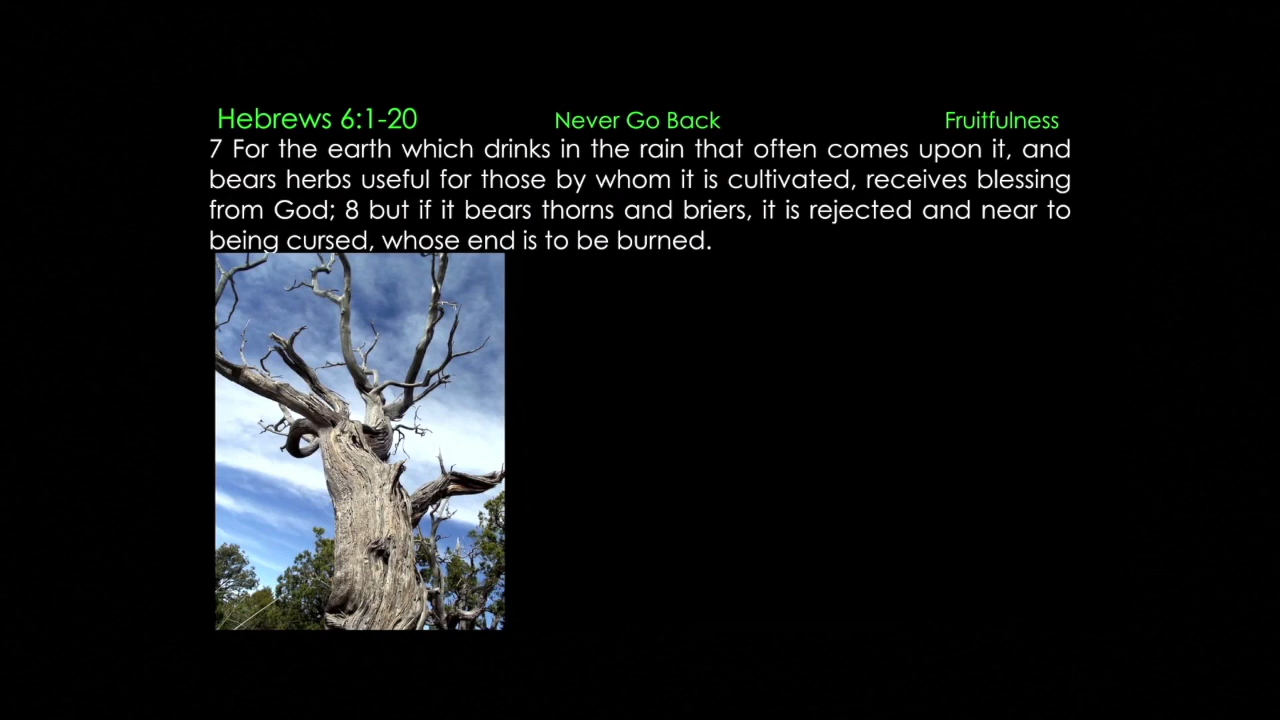 Hebrews 6:1-20 Never Go Back Fruitfulness
7 For the earth which drinks in the rain that often comes upon it, and
bears herbs useful for those by whom it is cultivated, receives blessing
from God; 8 but if it bears thorns and briers, it is rejected and near to
being cursed, whose end is to be burned.